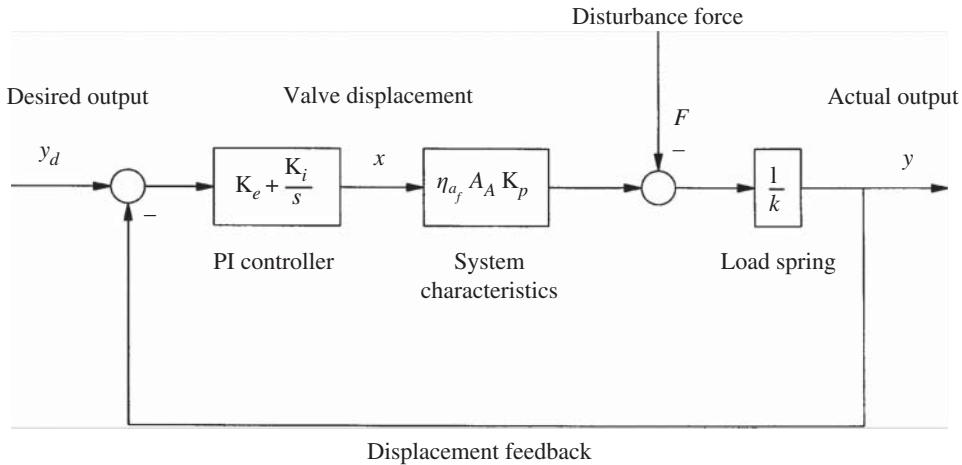 Disturbance force
Desired output
Valve displacement
Actual output
y_d
x
F
y
−
−
K_e + K_i/s
η_{a_f} A_A K_p
1/k
PI controller
System
characteristics
Load spring
Displacement feedback